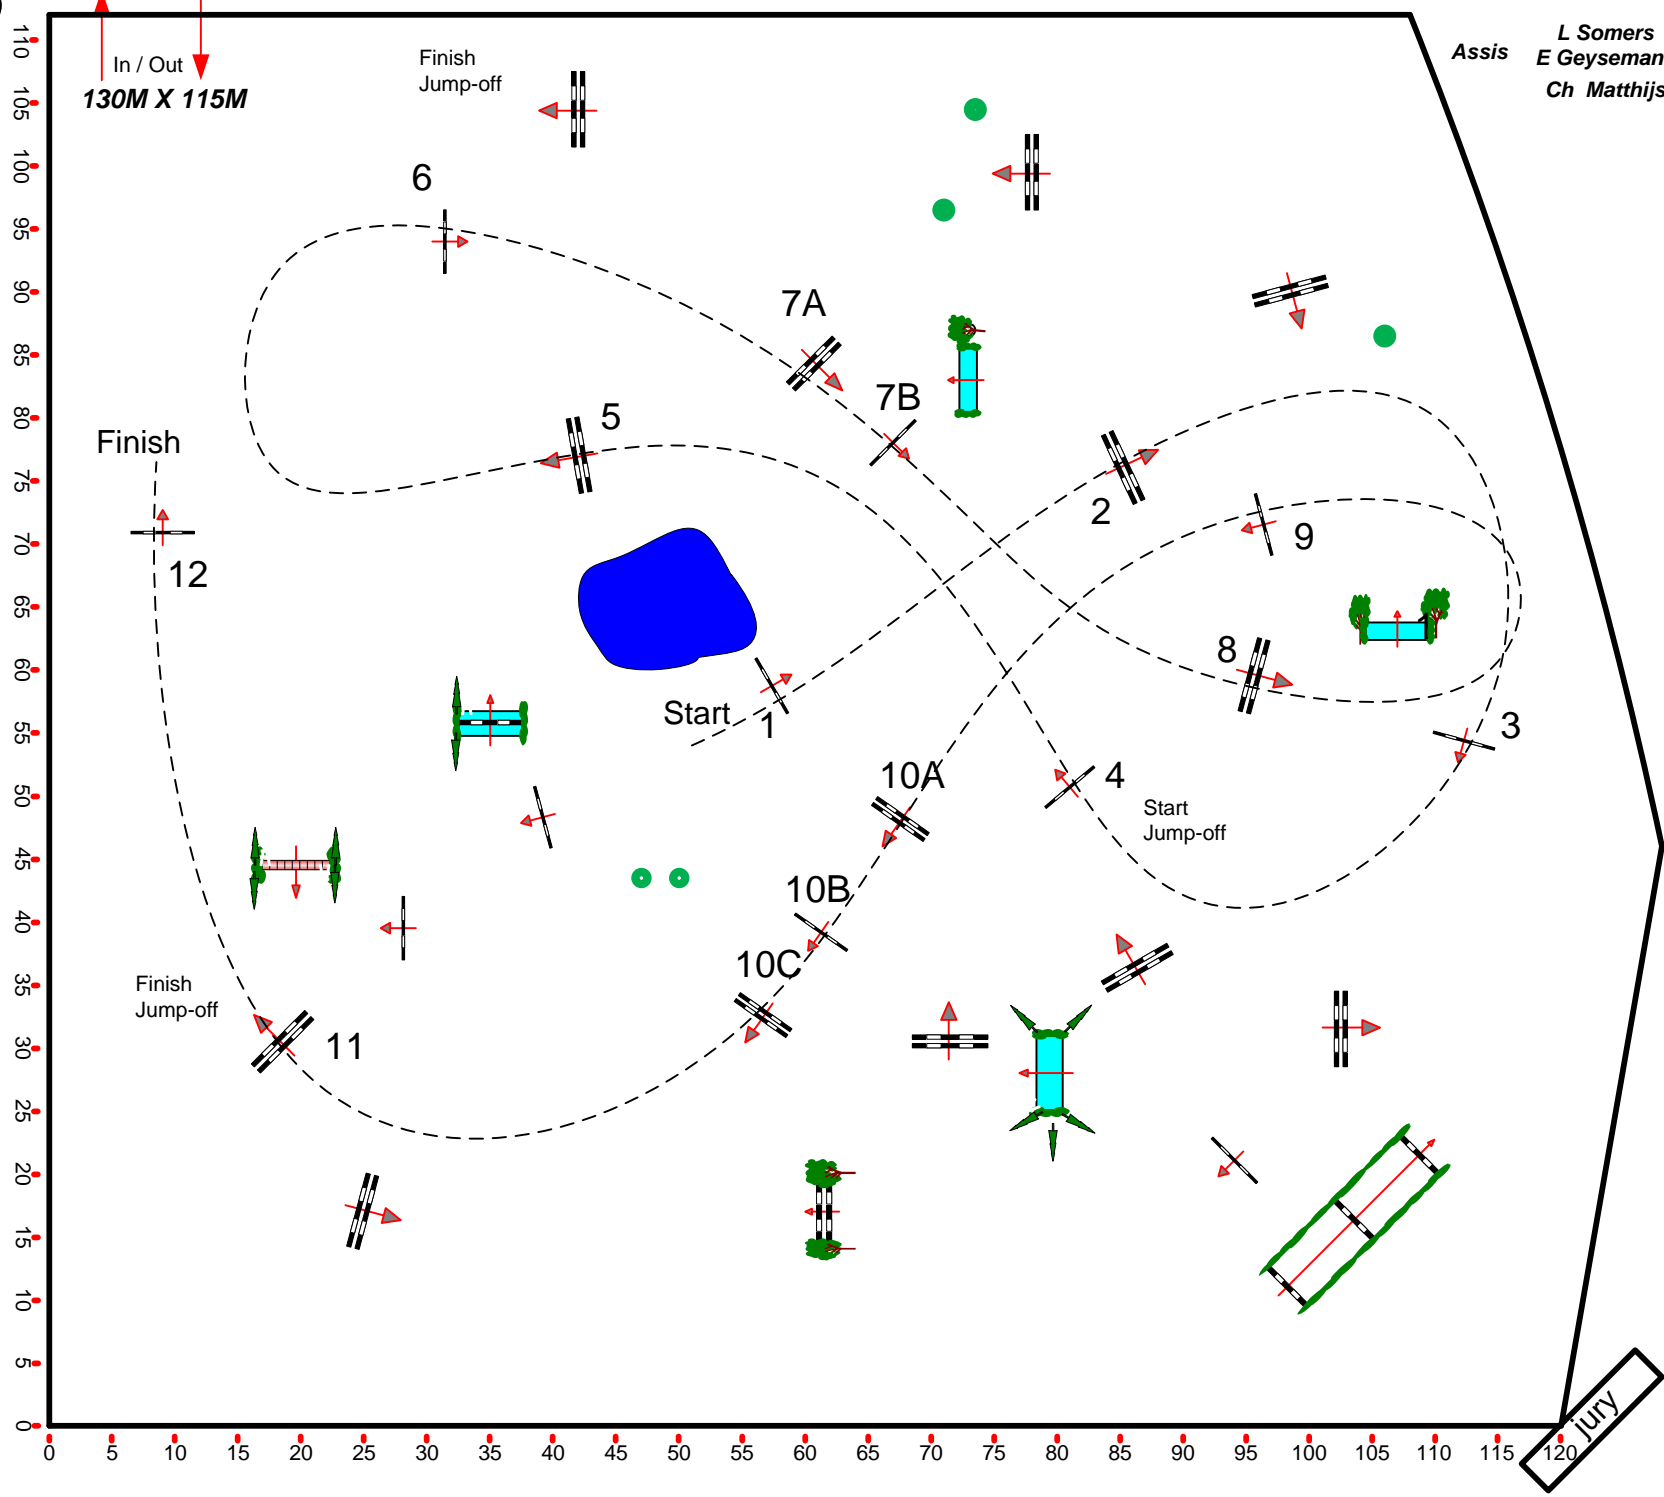 L Somers
Assis E Geyseman
Ch Matthijs
In / Out
130M X 115M
Finish
Jump-off
6
7A
7B
5
Finish
2
9
12
8
Start
1
3
10A
4
Start
Jump-off
10B
10C
Finish
Jump-off
11
jury
110
105
100
95
90
85
80
75
70
65
60
55
50
45
40
35
30
25
20
15
10
5
0
0 5 10 15 20 25 30 35 40 45 50 55 60 65 70 75 80 85 90 95 100 105 110 115 120